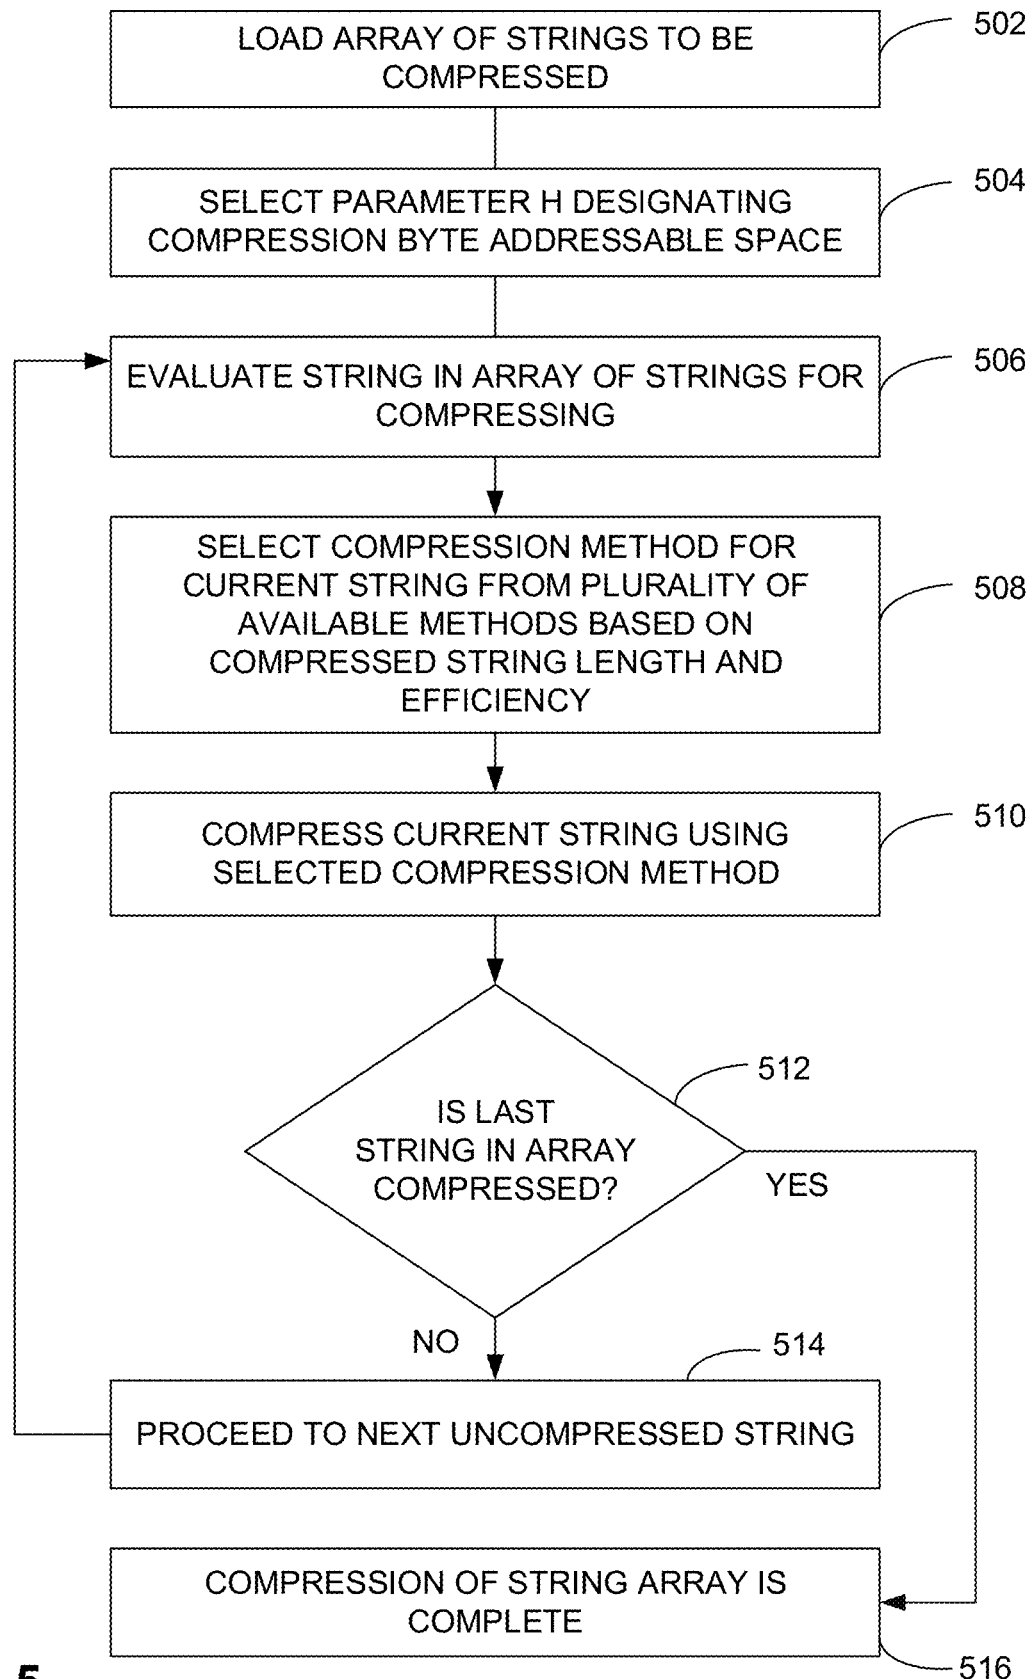 LOAD ARRAY OF STRINGS TO BE
COMPRESSED
502
SELECT PARAMETER H DESIGNATING
COMPRESSION BYTE ADDRESSABLE SPACE
504
EVALUATE STRING IN ARRAY OF STRINGS FOR
COMPRESSING
506
SELECT COMPRESSION METHOD FOR
CURRENT STRING FROM PLURALITY OF
AVAILABLE METHODS BASED ON
COMPRESSED STRING LENGTH AND
EFFICIENCY
508
COMPRESS CURRENT STRING USING
SELECTED COMPRESSION METHOD
510
IS LAST
STRING IN ARRAY
COMPRESSED?
512
YES
NO
514
PROCEED TO NEXT UNCOMPRESSED STRING
COMPRESSION OF STRING ARRAY IS
COMPLETE
516
5